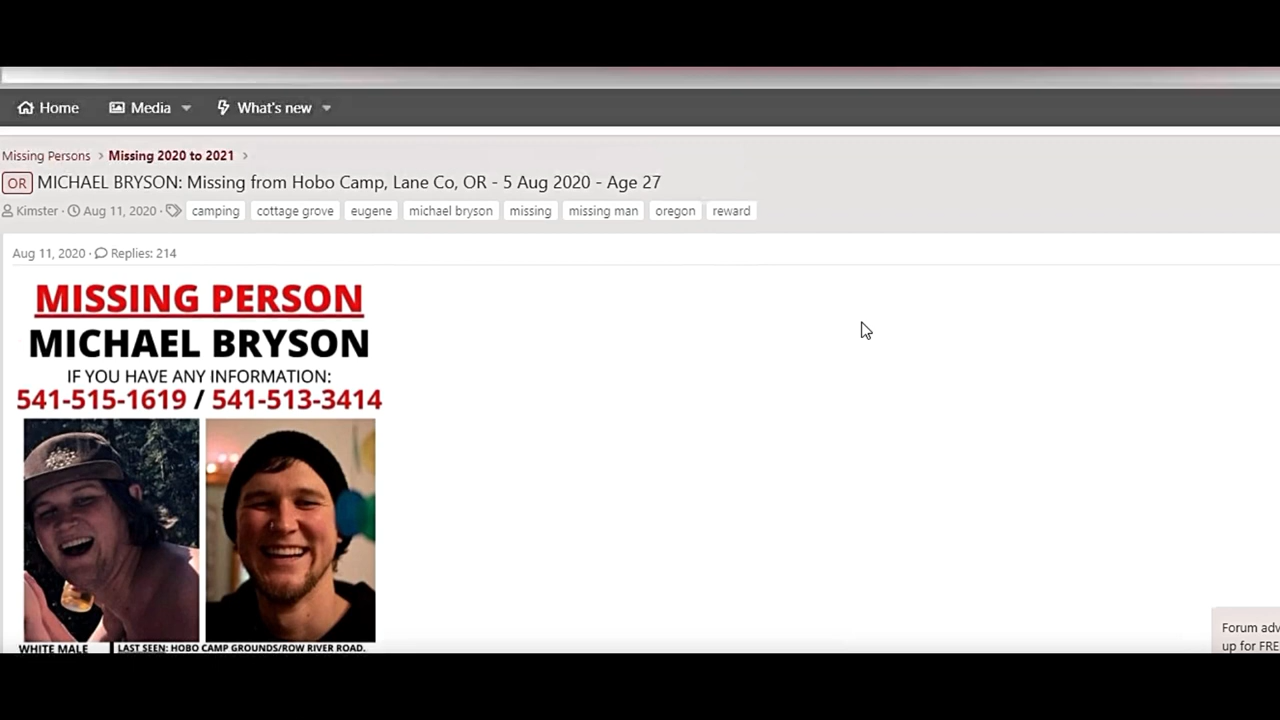 Home Media What's new
Missing Persons Missing 2020 to 2021
OR MICHAEL BRYSON: Missing from Hobo Camp, Lane Co, OR - 5 Aug 2020 - Age 27
Kimster · Aug 11, 2020 · camping cottage grove eugene michael bryson missing missing man oregon reward
Aug 11, 2020 · Replies: 214
MISSING PERSON
MICHAEL BRYSON
IF YOU HAVE ANY INFORMATION:
541-515-1619 / 541-513-3414
WHITE MALE LAST SEEN: HOBO CAMP GROUNDS/ROW RIVER ROAD.
Forum adv
up for FRE